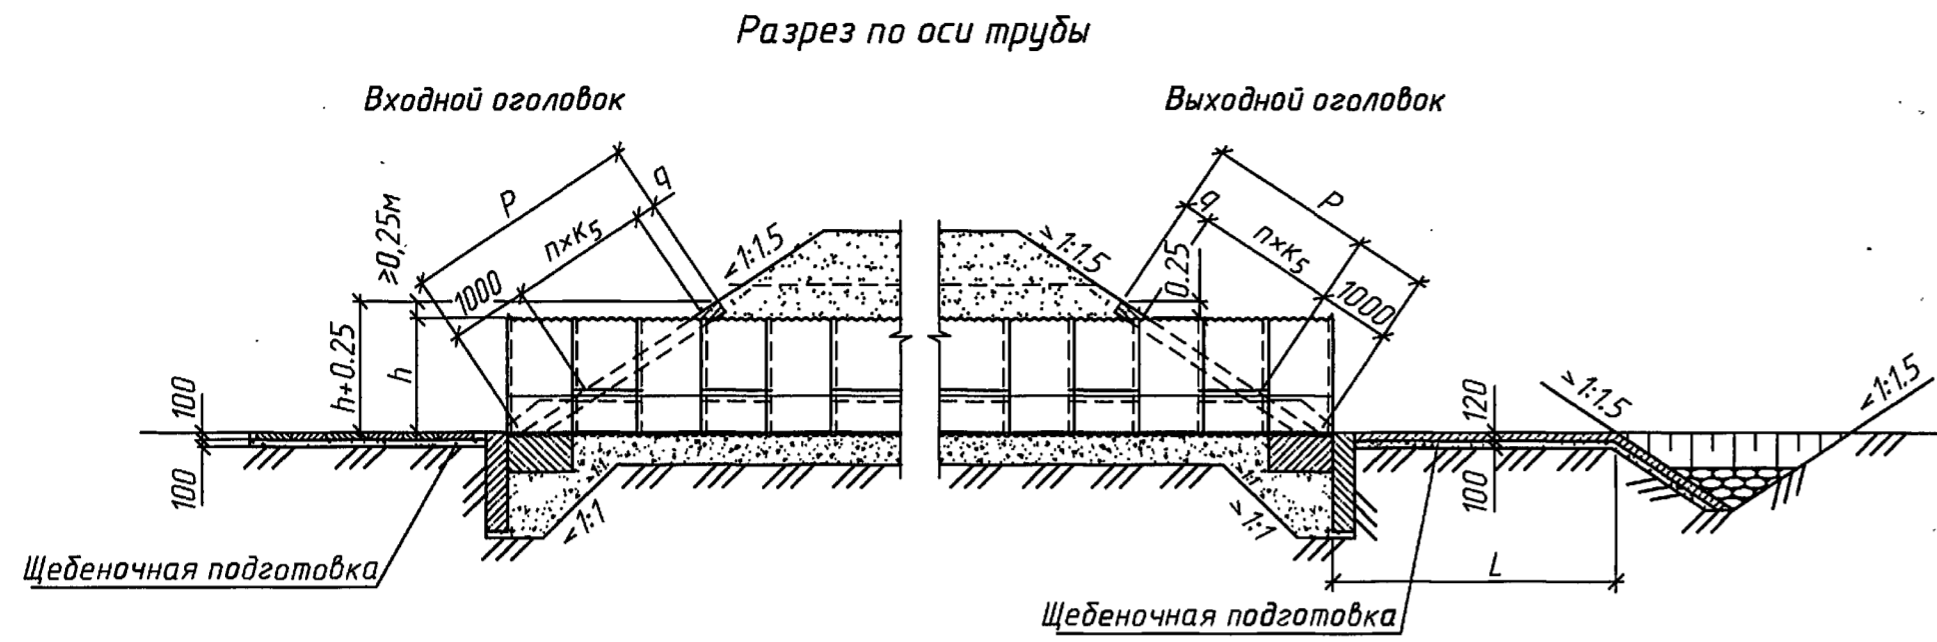 Разрез по оси трубы
Входной оголовок
Выходной оголовок
P
q
n×K5
1000
≥0,25м
<1:1.5
h+0.25
h
100
100
<1:1
Щебеночная подготовка
P
q
n×K5
1000
>1:1.5
0.25
120
100
>1:1.5
<1:1.5
>1:1
L
Щебеночная подготовка